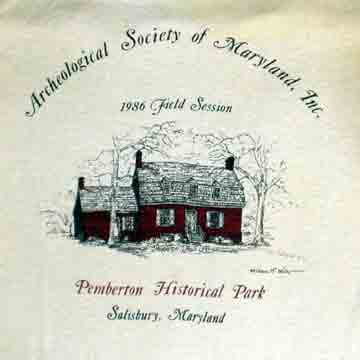 Archeological Society of Maryland, Inc.
1986 Field Session
Pemberton Historical Park
Salisbury, Maryland